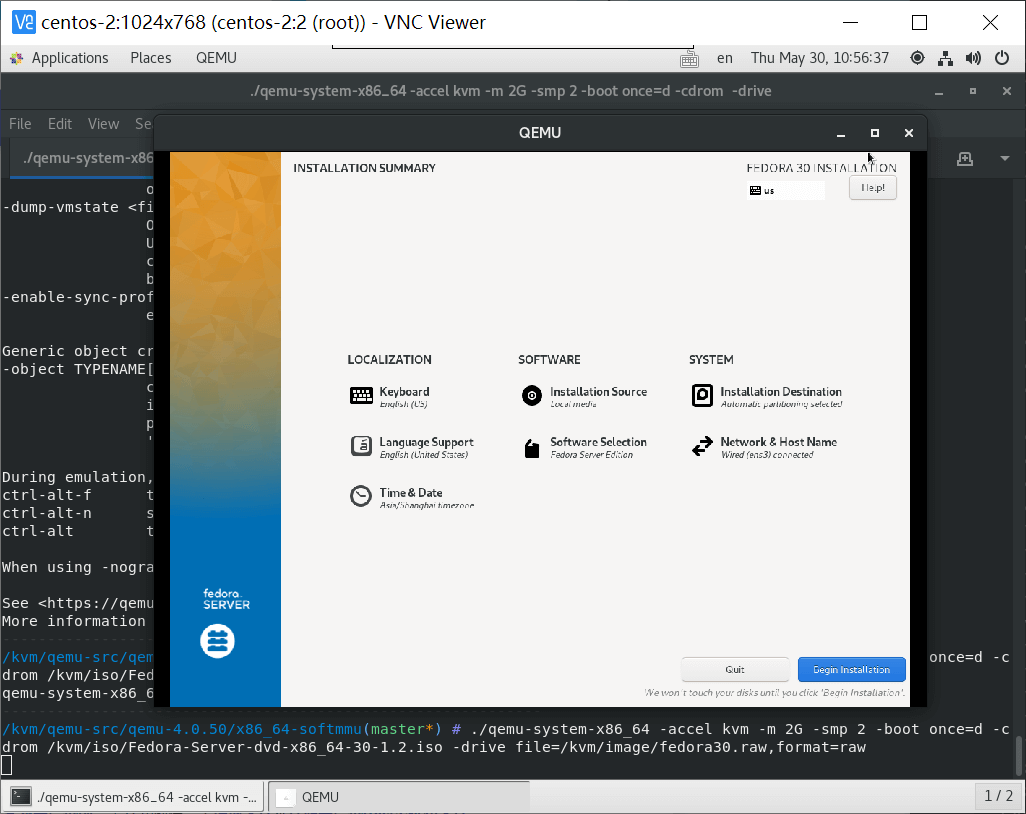 centos-2:1024x768 (centos-2:2 (root)) - VNC Viewer
Applications Places QEMU en Thu May 30, 10:56:37
./qemu-system-x86_64 -accel kvm -m 2G -smp 2 -boot once=d -cdrom -drive
File Edit View Se
QEMU
./qemu-system-x86
INSTALLATION SUMMARY
FEDORA 30 INSTALLATION
us
Help!
o
-dump-vmstate <fi
O
U
c
b
-enable-sync-prof
e
Generic object cr
-object TYPENAME[
c
i
p
'
During emulation,
ctrl-alt-f t
ctrl-alt-n s
ctrl-alt t
When using -nogra
See <https://qemu
More information
LOCALIZATION
Keyboard
English (US)
Language Support
English (United States)
Time & Date
Asia/Shanghai timezone
SOFTWARE
Installation Source
Local media
Software Selection
Fedora Server Edition
SYSTEM
Installation Destination
Automatic partitioning selected
Network & Host Name
Wired (ens3) connected
fedora
SERVER
Quit
Begin Installation
We won't touch your disks until you click 'Begin Installation'.
/kvm/qemu-src/qem once=d -c
drom /kvm/iso/Fed
qemu-system-x86_6
/kvm/qemu-src/qemu-4.0.50/x86_64-softmmu(master*) # ./qemu-system-x86_64 -accel kvm -m 2G -smp 2 -boot once=d -c
drom /kvm/iso/Fedora-Server-dvd-x86_64-30-1.2.iso -drive file=/kvm/image/fedora30.raw,format=raw
./qemu-system-x86_64 -accel kvm -... QEMU 1 / 2